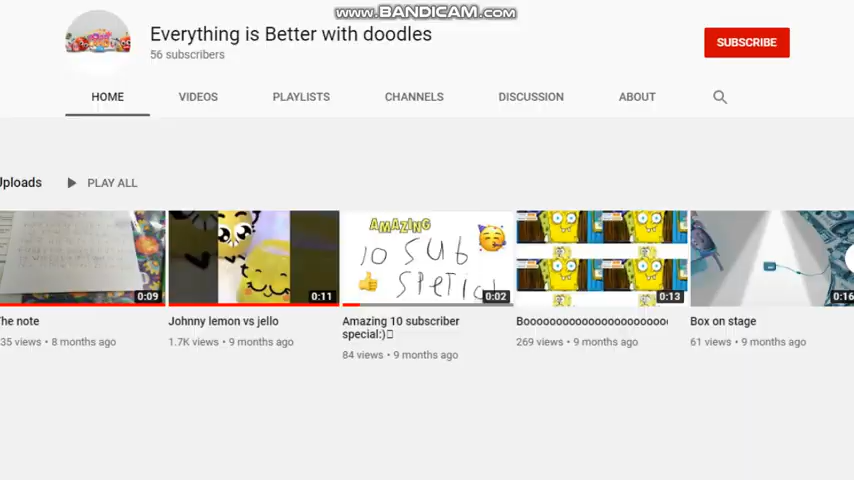 www.BANDICAM.com
Everything is Better with doodles
56 subscribers
SUBSCRIBE
HOME VIDEOS PLAYLISTS CHANNELS DISCUSSION ABOUT
Uploads PLAY ALL
AMAZING
10 SUB
SPETIC
0:09 0:11 0:02 0:13 0:16
he note Johnny lemon vs jello Amazing 10 subscriber Booooooooooooooooooooo Box on stage
special:)
35 views • 8 months ago 1.7K views • 9 months ago 269 views • 9 months ago 61 views • 9 months ago
84 views • 9 months ago